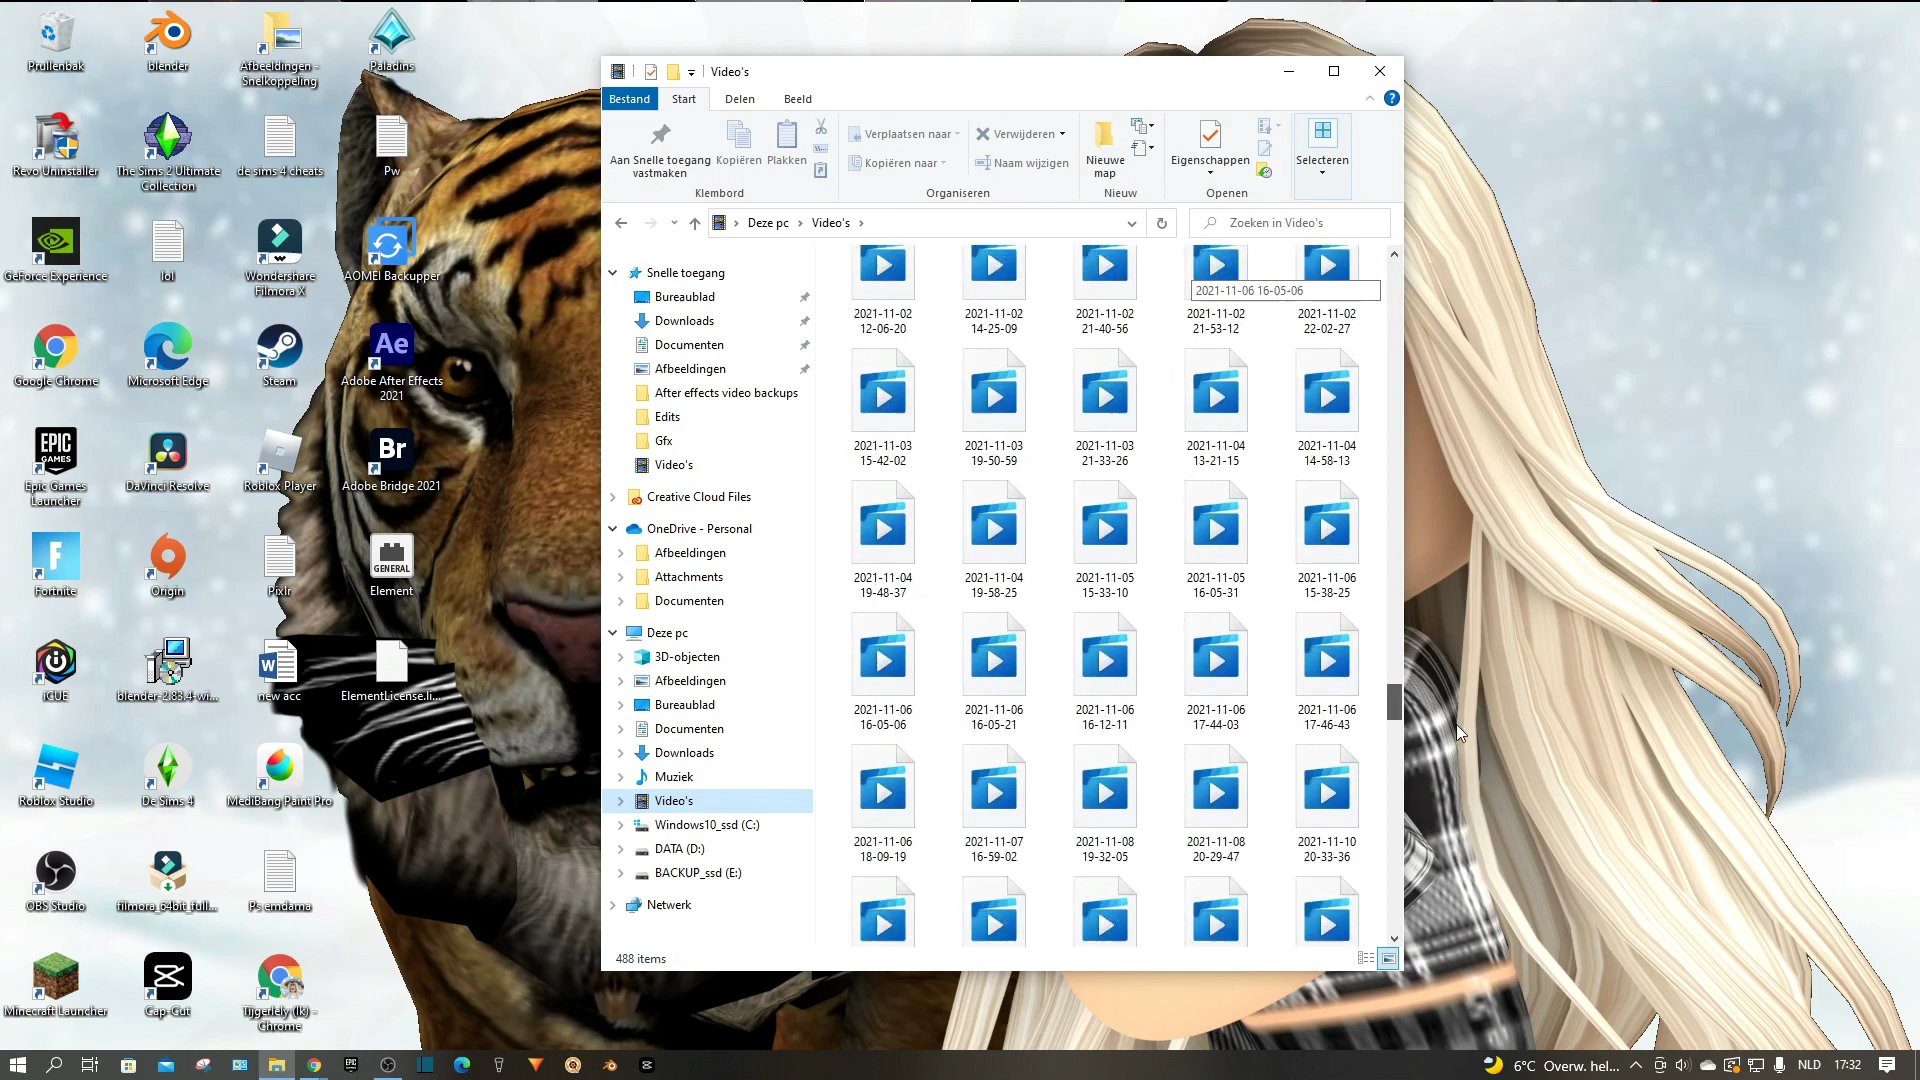 Prullenbak
blender
Afbeeldingen -
Snelkoppeling
Paladins
Revo Uninstaller
The Sims 2 Ultimate
Collection
de sims 4 cheats
Pw
GeForce Experience
lol
Wondershare
Filmora X
AOMEI Backupper
Google Chrome
Microsoft Edge
Steam
Ae
Adobe After Effects
2021
EPIC
GAMES
Epic Games
Launcher
DaVinci Resolve
Roblox Player
Br
Adobe Bridge 2021
Fortnite
Origin
Pixlr
GENERAL
Element
iCUE
blender-2.83.4-wi...
new acc
ElementLicense.li...
Roblox Studio
De Sims 4
MediBang Paint Pro
OBS Studio
filmora_64bit_full...
Ps emdama
Minecraft Launcher
Cap-Cut
Tijgerlely (Ik) -
Chrome
Video's
Bestand
Start
Delen
Beeld
Aan Snelle toegang
vastmaken
Kopiëren
Plakken
Klembord
Verplaatsen naar
Kopiëren naar
Verwijderen
Naam wijzigen
Organiseren
Nieuwe
map
Nieuw
Eigenschappen
Openen
Selecteren
Deze pc
Video's
Zoeken in Video's
Snelle toegang
Bureaublad
Downloads
Documenten
Afbeeldingen
After effects video backups
Edits
Gfx
Video's
Creative Cloud Files
OneDrive - Personal
Afbeeldingen
Attachments
Documenten
Deze pc
3D-objecten
Afbeeldingen
Bureaublad
Documenten
Downloads
Muziek
Video's
Windows10_ssd (C:)
DATA (D:)
BACKUP_ssd (E:)
Netwerk
2021-11-06 16-05-06
2021-11-02
12-06-20
2021-11-02
14-25-09
2021-11-02
21-40-56
2021-11-02
21-53-12
2021-11-02
22-02-27
2021-11-03
15-42-02
2021-11-03
19-50-59
2021-11-03
21-33-26
2021-11-04
13-21-15
2021-11-04
14-58-13
2021-11-04
19-48-37
2021-11-04
19-58-25
2021-11-05
15-33-10
2021-11-05
16-05-31
2021-11-06
15-38-25
2021-11-06
16-05-06
2021-11-06
16-05-21
2021-11-06
16-12-11
2021-11-06
17-44-03
2021-11-06
17-46-43
2021-11-06
18-09-19
2021-11-07
16-59-02
2021-11-08
19-32-05
2021-11-08
20-29-47
2021-11-10
20-33-36
488 items
6°C Overw. hel...
NLD
17:32